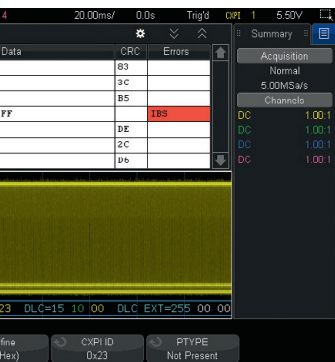 4 20.00ms/ 0.0s Trig'd CXPI 1 5.50V
Summary
Data CRC Errors
83
3C
B5
FF IBS
DE
2C
D6
Acquisition
Normal
5.00MSa/s
Channels
DC 1.00:1
DC 1.00:1
DC 1.00:1
DC 1.00:1
23 DLC=15 10 00 DLC EXT=255 00 00
fine CXPI ID PTYPE
Hex) 0x23 Not Present